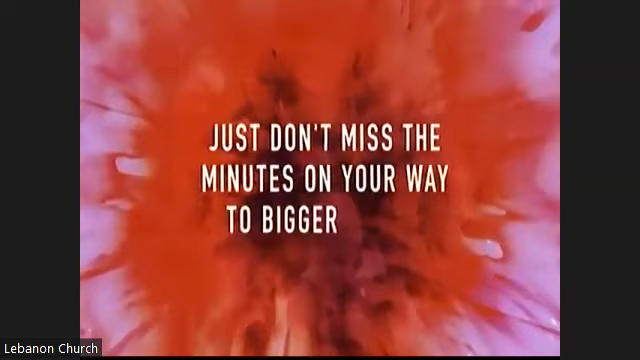 JUST DON'T MISS THE
MINUTES ON YOUR WAY
TO BIGGER
Lebanon Church